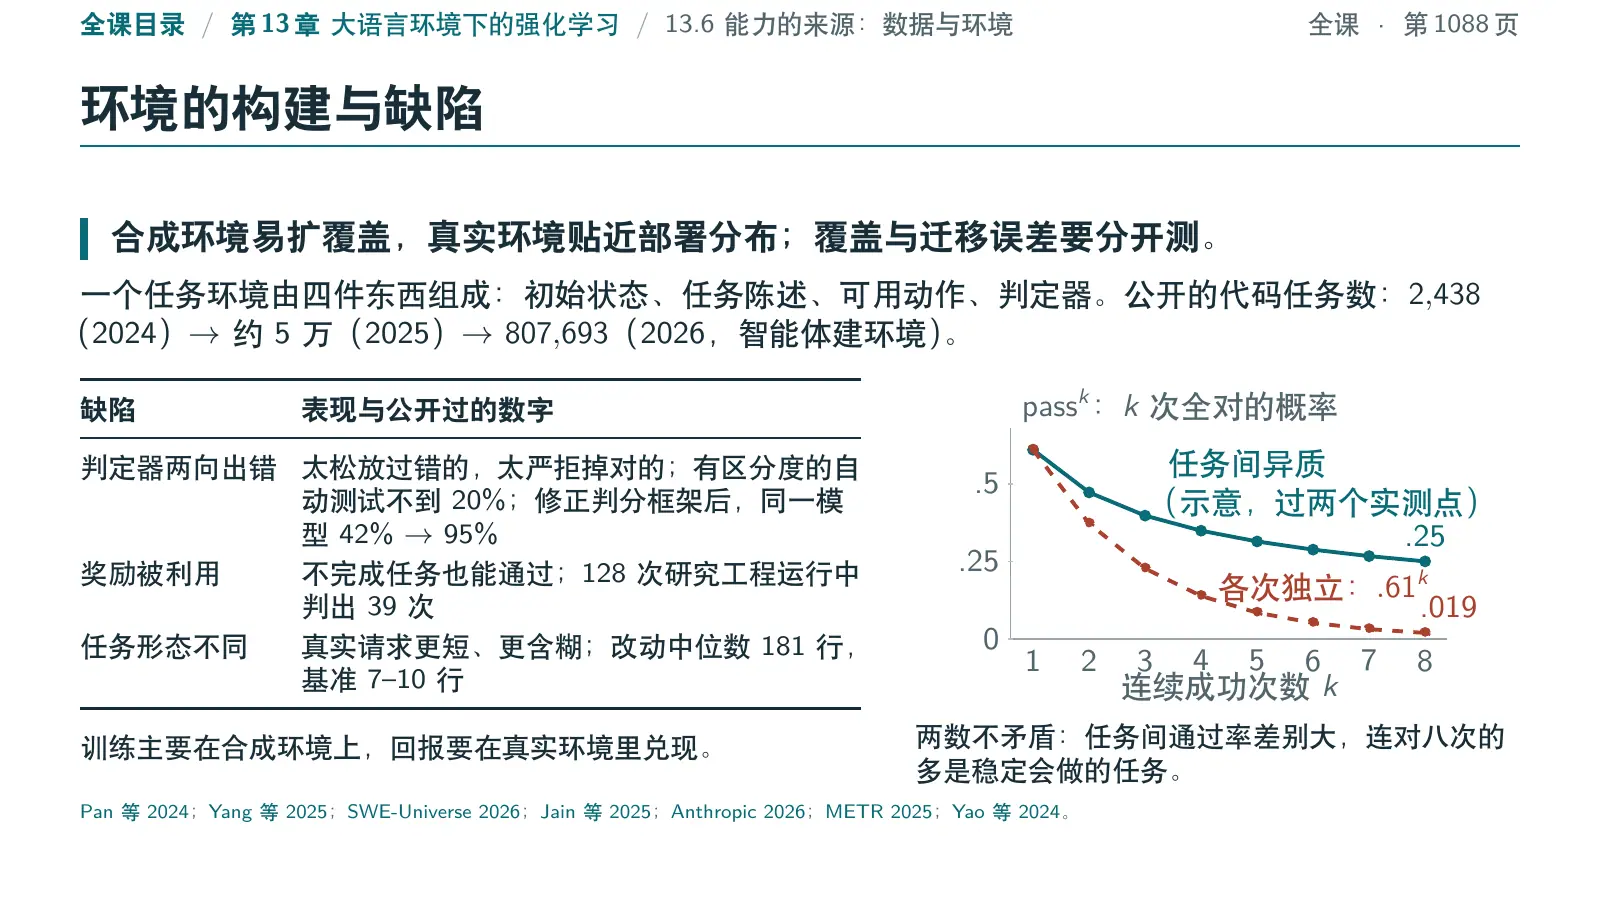 全课目录 / 第 13 章 大语言环境下的强化学习 / 13.6 能力的来源：数据与环境
全课 · 第 1088 页
环境的构建与缺陷
合成环境易扩覆盖，真实环境贴近部署分布；覆盖与迁移误差要分开测。
一个任务环境由四件东西组成：初始状态、任务陈述、可用动作、判定器。公开的代码任务数：2,438
（2024）→ 约 5 万（2025）→ 807,693（2026，智能体建环境）。
缺陷 表现与公开过的数字
判定器两向出错 太松放过错的，太严拒掉对的；有区分度的自
动测试不到 20%；修正判分框架后，同一模
型 42% → 95%
奖励被利用 不完成任务也能通过；128 次研究工程运行中
判出 39 次
任务形态不同 真实请求更短、更含糊；改动中位数 181 行，
基准 7–10 行
训练主要在合成环境上，回报要在真实环境里兑现。
pass^k：k 次全对的概率
任务间异质
（示意，过两个实测点）
.25
各次独立：.61^k
.019
.5
.25
0
1 2 3 4 5 6 7 8
连续成功次数 k
两数不矛盾：任务间通过率差别大，连对八次的
多是稳定会做的任务。
Pan 等 2024；Yang 等 2025；SWE-Universe 2026；Jain 等 2025；Anthropic 2026；METR 2025；Yao 等 2024。